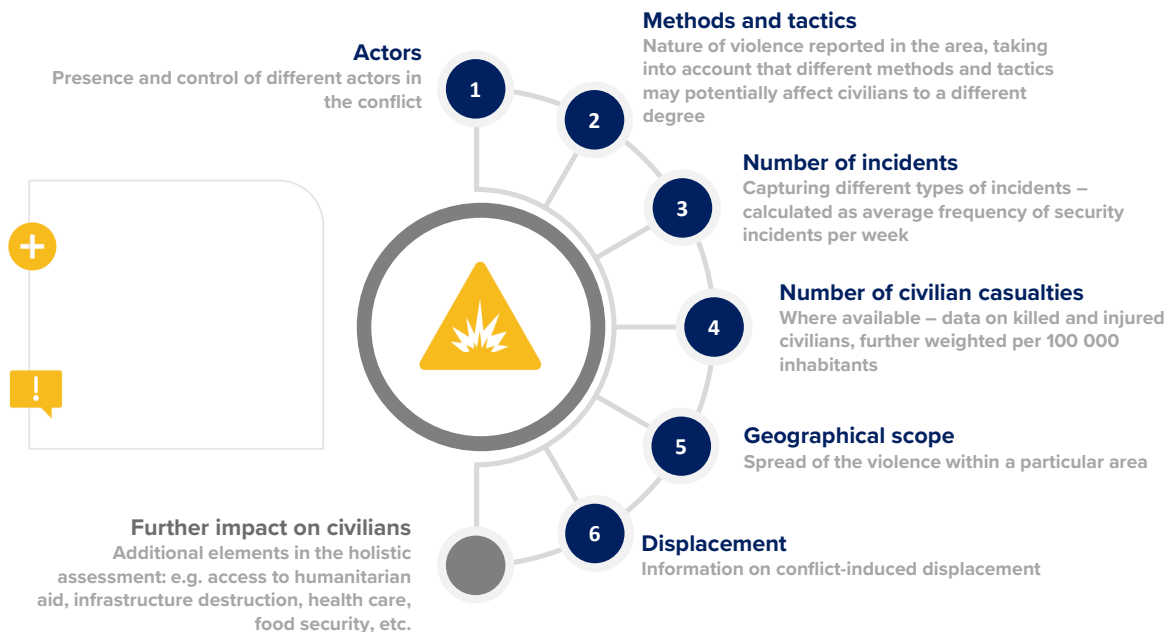 Actors
Presence and control of different actors in
the conflict
1
Methods and tactics
Nature of violence reported in the area, taking
into account that different methods and tactics
may potentially affect civilians to a different
degree
2
Number of incidents
Capturing different types of incidents –
calculated as average frequency of security
incidents per week
3
Number of civilian casualties
Where available – data on killed and injured
civilians, further weighted per 100 000
inhabitants
4
Geographical scope
Spread of the violence within a particular area
5
Displacement
Information on conflict-induced displacement
6
Further impact on civilians
Additional elements in the holistic
assessment: e.g. access to humanitarian
aid, infrastructure destruction, health care,
food security, etc.